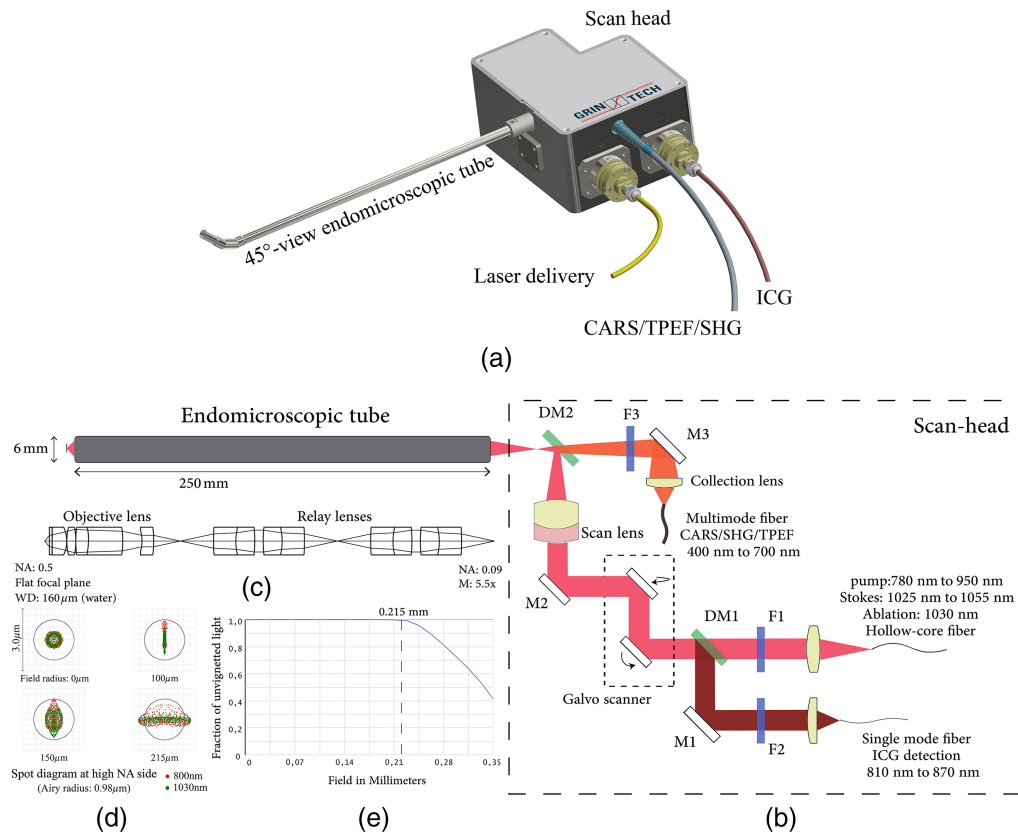 Scan head
GRIN TECH
45°-view endomicroscopic tube
Laser delivery
ICG
CARS/TPEF/SHG
(a)
Endomicroscopic tube
6 mm
250 mm
Objective lens
Relay lenses
NA: 0.5
Flat focal plane
WD: 160 µm (water)
(c)
NA: 0.09
M: 5.5x
DM2
F3
M3
Scan-head
Collection lens
Scan lens
Multimode fiber
CARS/SHG/TPEF
400 nm to 700 nm
M2
DM1
F1
pump:780 nm to 950 nm
Stokes: 1025 nm to 1055 nm
Ablation: 1030 nm
Hollow-core fiber
Galvo scanner
M1
F2
Single mode fiber
ICG detection
810 nm to 870 nm
(b)
3.0µm
Field radius: 0µm
100µm
150µm
215µm
Spot diagram at high NA side
(Airy radius: 0.98µm)
800nm
1030nm
(d)
0.215 mm
Fraction of unvignetted light
1,0
0,8
0,6
0,4
0,2
0
0
0,07
0,14
0,21
0,28
0,35
Field in Millimeters
(e)